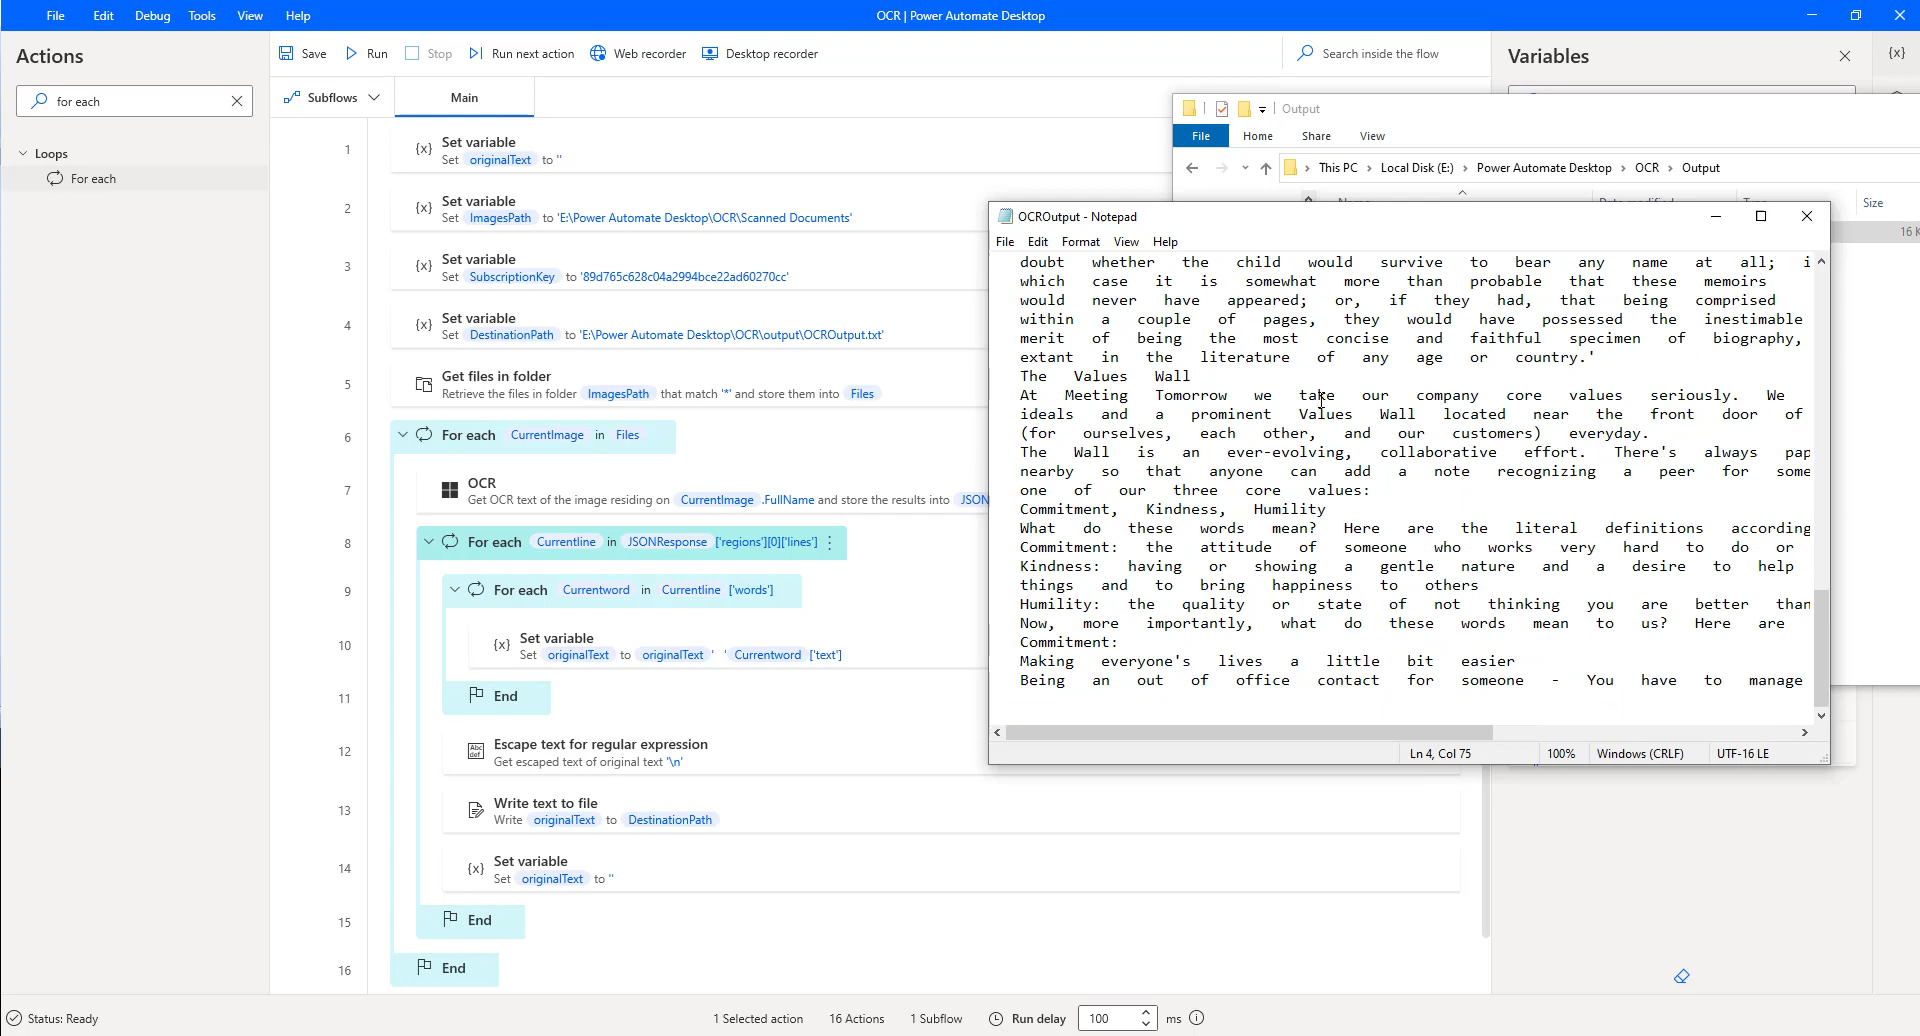 File Edit Debug Tools View Help
OCR | Power Automate Desktop
Actions
for each
Loops
For each
Save Run Stop Run next action Web recorder Desktop recorder
Search inside the flow
Subflows
Main
1 Set variable
Set originalText to ''
2 Set variable
Set ImagesPath to 'E:\Power Automate Desktop\OCR\Scanned Documents'
3 Set variable
Set SubscriptionKey to '89d765c628c04a2994bce22ad60270cc'
4 Set variable
Set DestinationPath to 'E:\Power Automate Desktop\OCR\output\OCROutput.txt'
5 Get files in folder
Retrieve the files in folder ImagesPath that match '*' and store them into Files
6 For each CurrentImage in Files
7 OCR
Get OCR text of the image residing on CurrentImage .FullName and store the results into JSON
8 For each Currentline in JSONResponse ['regions'][0]['lines']
9 For each Currentword in Currentline ['words']
10 Set variable
Set originalText to originalText ' ' Currentword ['text']
11 End
12 Escape text for regular expression
Get escaped text of original text '\n'
13 Write text to file
Write originalText to DestinationPath
14 Set variable
Set originalText to ''
15 End
16 End
Variables
{x}
Output
File Home Share View
This PC > Local Disk (E:) > Power Automate Desktop > OCR > Output
Size
16
OCROutput - Notepad
File Edit Format View Help
doubt whether the child would survive to bear any name at all; i
which case it is somewhat more than probable that these memoirs
would never have appeared; or, if they had, that being comprised
within a couple of pages, they would have possessed the inestimable
merit of being the most concise and faithful specimen of biography,
extant in the literature of any age or country.'
The Values Wall
At Meeting Tomorrow we take our company core values seriously. We
ideals and a prominent Values Wall located near the front door of
(for ourselves, each other, and our customers) everyday.
The Wall is an ever-evolving, collaborative effort. There's always pap
nearby so that anyone can add a note recognizing a peer for some
one of our three core values:
Commitment, Kindness, Humility
What do these words mean? Here are the literal definitions according
Commitment: the attitude of someone who works very hard to do or
Kindness: having or showing a gentle nature and a desire to help
things and to bring happiness to others
Humility: the quality or state of not thinking you are better than
Now, more importantly, what do these words mean to us? Here are
Commitment:
Making everyone's lives a little bit easier
Being an out of office contact for someone - You have to manage
Ln 4, Col 75 100% Windows (CRLF) UTF-16 LE
Status: Ready
1 Selected action 16 Actions 1 Subflow Run delay 100 ms